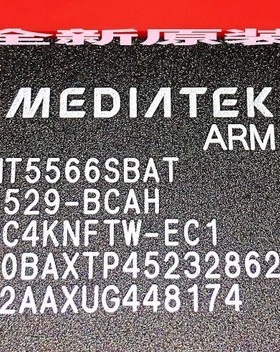 全新原装
MEDIATEK
ARM
MT5566SBAT
529-BCAH
C4KNFTW-EC1
0BAXTP45232862
2AAXUG448174